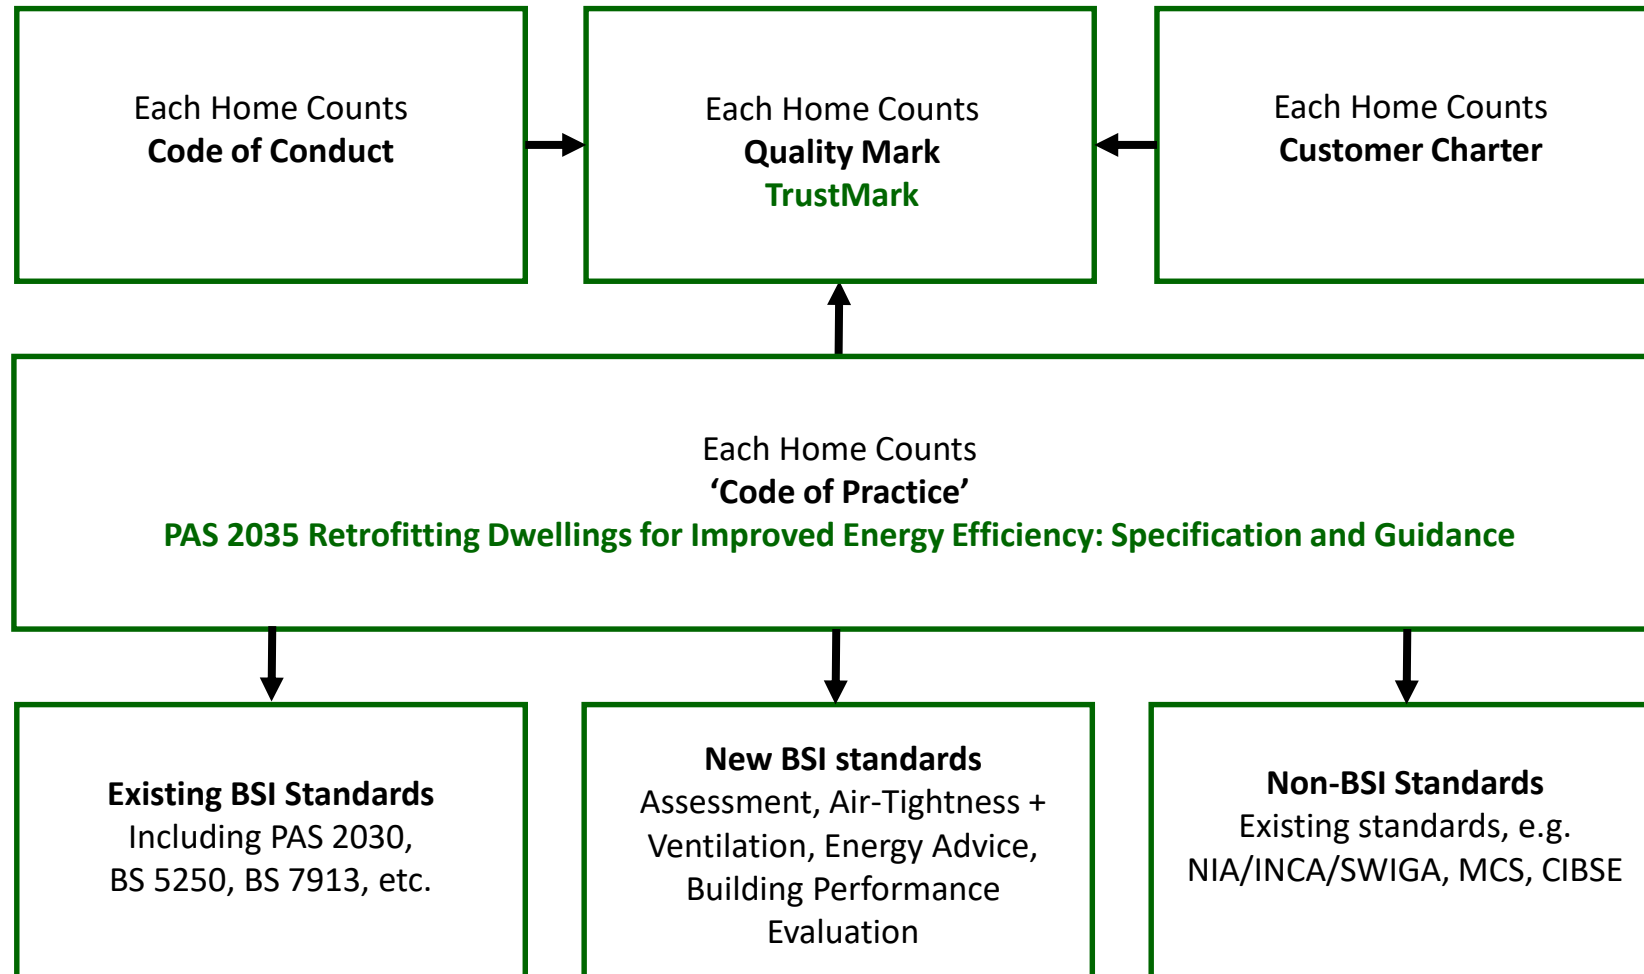 Each Home Counts
Code of Conduct
Each Home Counts
Quality Mark
TrustMark
Each Home Counts
Customer Charter
Each Home Counts
‘Code of Practice’
PAS 2035 Retrofitting Dwellings for Improved Energy Efficiency: Specification and Guidance
Existing BSI Standards
Including PAS 2030,
BS 5250, BS 7913, etc.
New BSI standards
Assessment, Air-Tightness +
Ventilation, Energy Advice,
Building Performance
Evaluation
Non-BSI Standards
Existing standards, e.g.
NIA/INCA/SWIGA, MCS, CIBSE